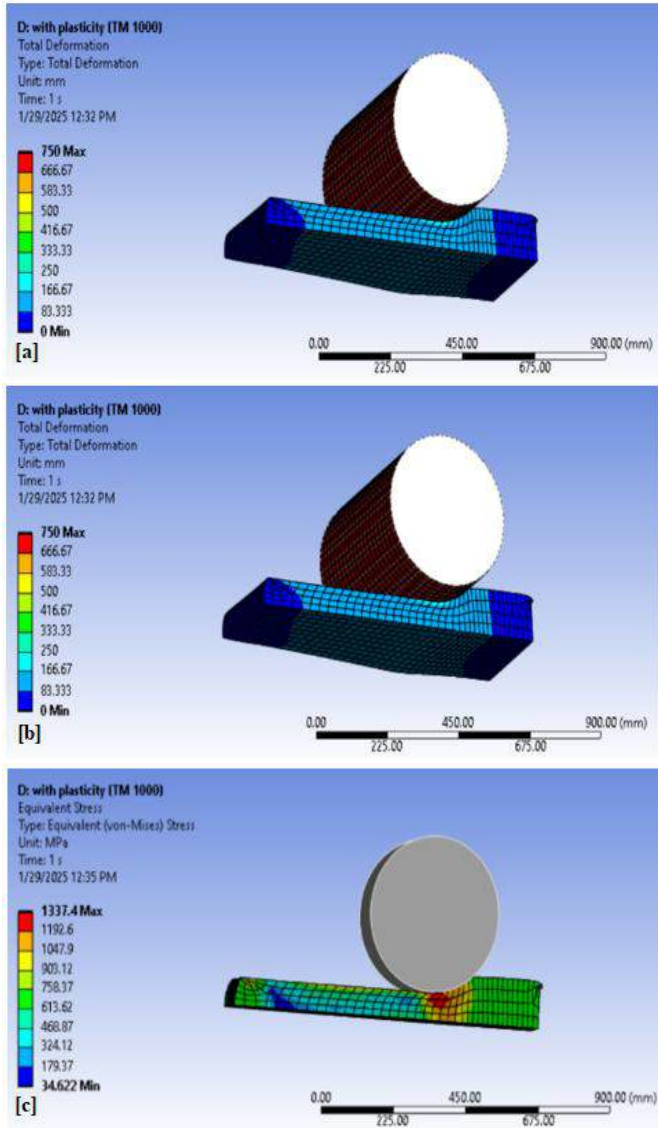 D: with plasticity (TM 1000)
Total Deformation
Type: Total Deformation
Unit: mm
Time: 1 s
1/29/2025 12:32 PM
750 Max
666.67
583.33
500
416.67
333.33
250
166.67
83.333
0 Min
0.00 450.00 900.00 (mm)
225.00 675.00
[a]
D: with plasticity (TM 1000)
Total Deformation
Type: Total Deformation
Unit: mm
Time: 1 s
1/29/2025 12:32 PM
750 Max
666.67
583.33
500
416.67
333.33
250
166.67
83.333
0 Min
0.00 450.00 900.00 (mm)
225.00 675.00
[b]
D: with plasticity (TM 1000)
Equivalent Stress
Type: Equivalent (von-Mises) Stress
Unit: MPa
Time: 1 s
1/29/2025 12:35 PM
1337.4 Max
1192.6
1047.9
903.12
758.37
613.62
468.87
324.12
179.37
34.622 Min
0.00 450.00 900.00 (mm)
225.00 675.00
[c]